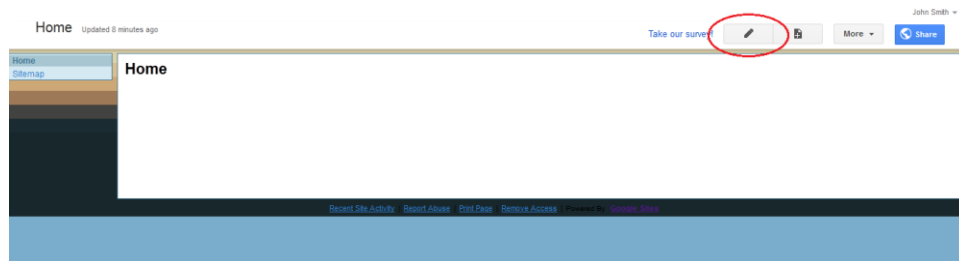 John Smith
Home Updated 8 minutes ago
Take our survey!
More
Share
Home
Sitemap
Home
Recent Site Activity | Report Abuse | Print Page | Remove Access | Powered By Google Sites